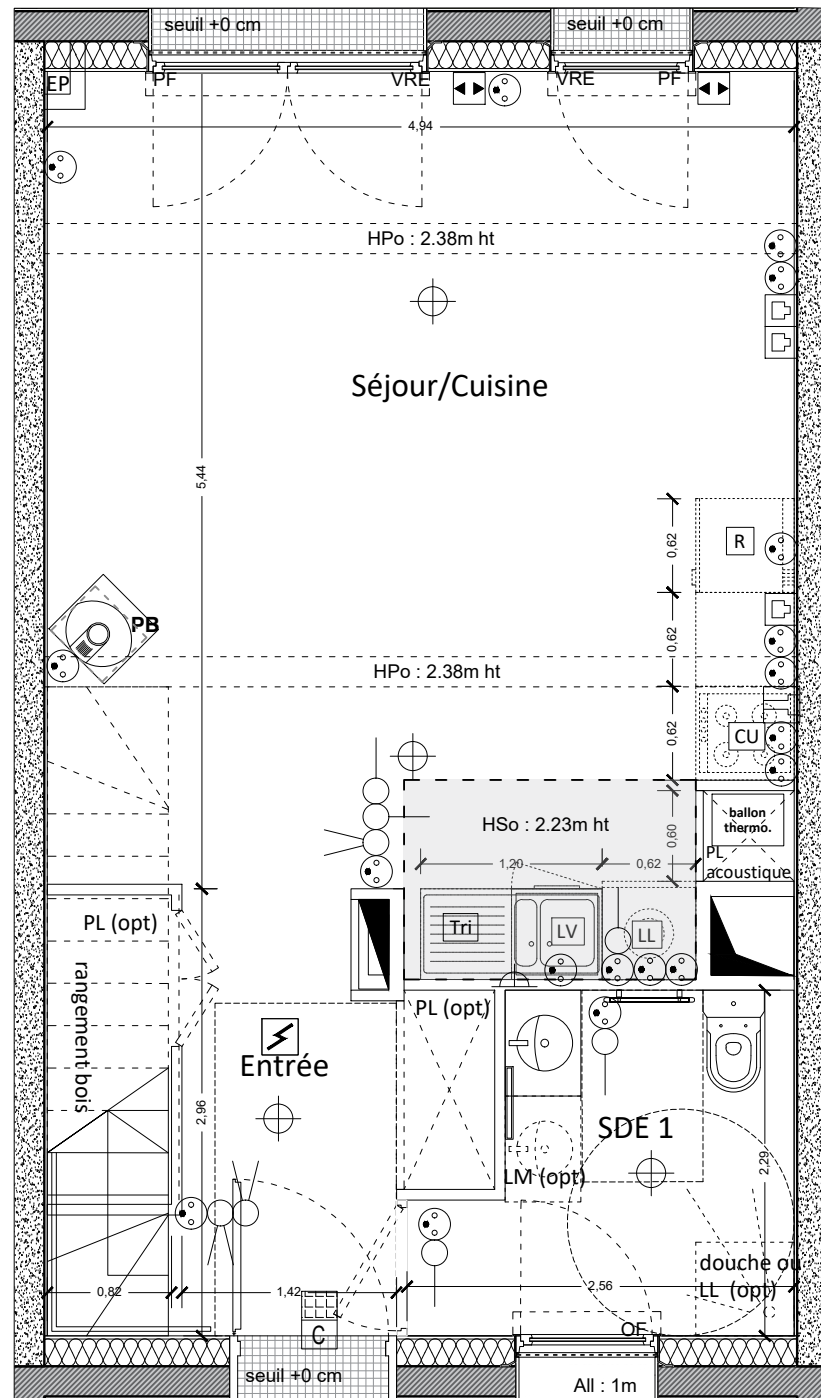 seuil +0 cm
seuil +0 cm
EP
PF
VRE
VRE
PF
4,94
HPo : 2.38m ht
Séjour/Cuisine
5,44
0,62
R
PB
0,62
HPo : 2.38m ht
0,62
CU
HSo : 2.23m ht
0,60
ballon
thermo.
PL
acoustique
1,20
0,62
PL (opt)
Tri
LV
LL
rangement bois
PL (opt)
Entrée
2,96
SDE 1
2,29
LM (opt)
douche ou
LL (opt)
0,82
1,42
2,56
C
OF
seuil +0 cm
All : 1m